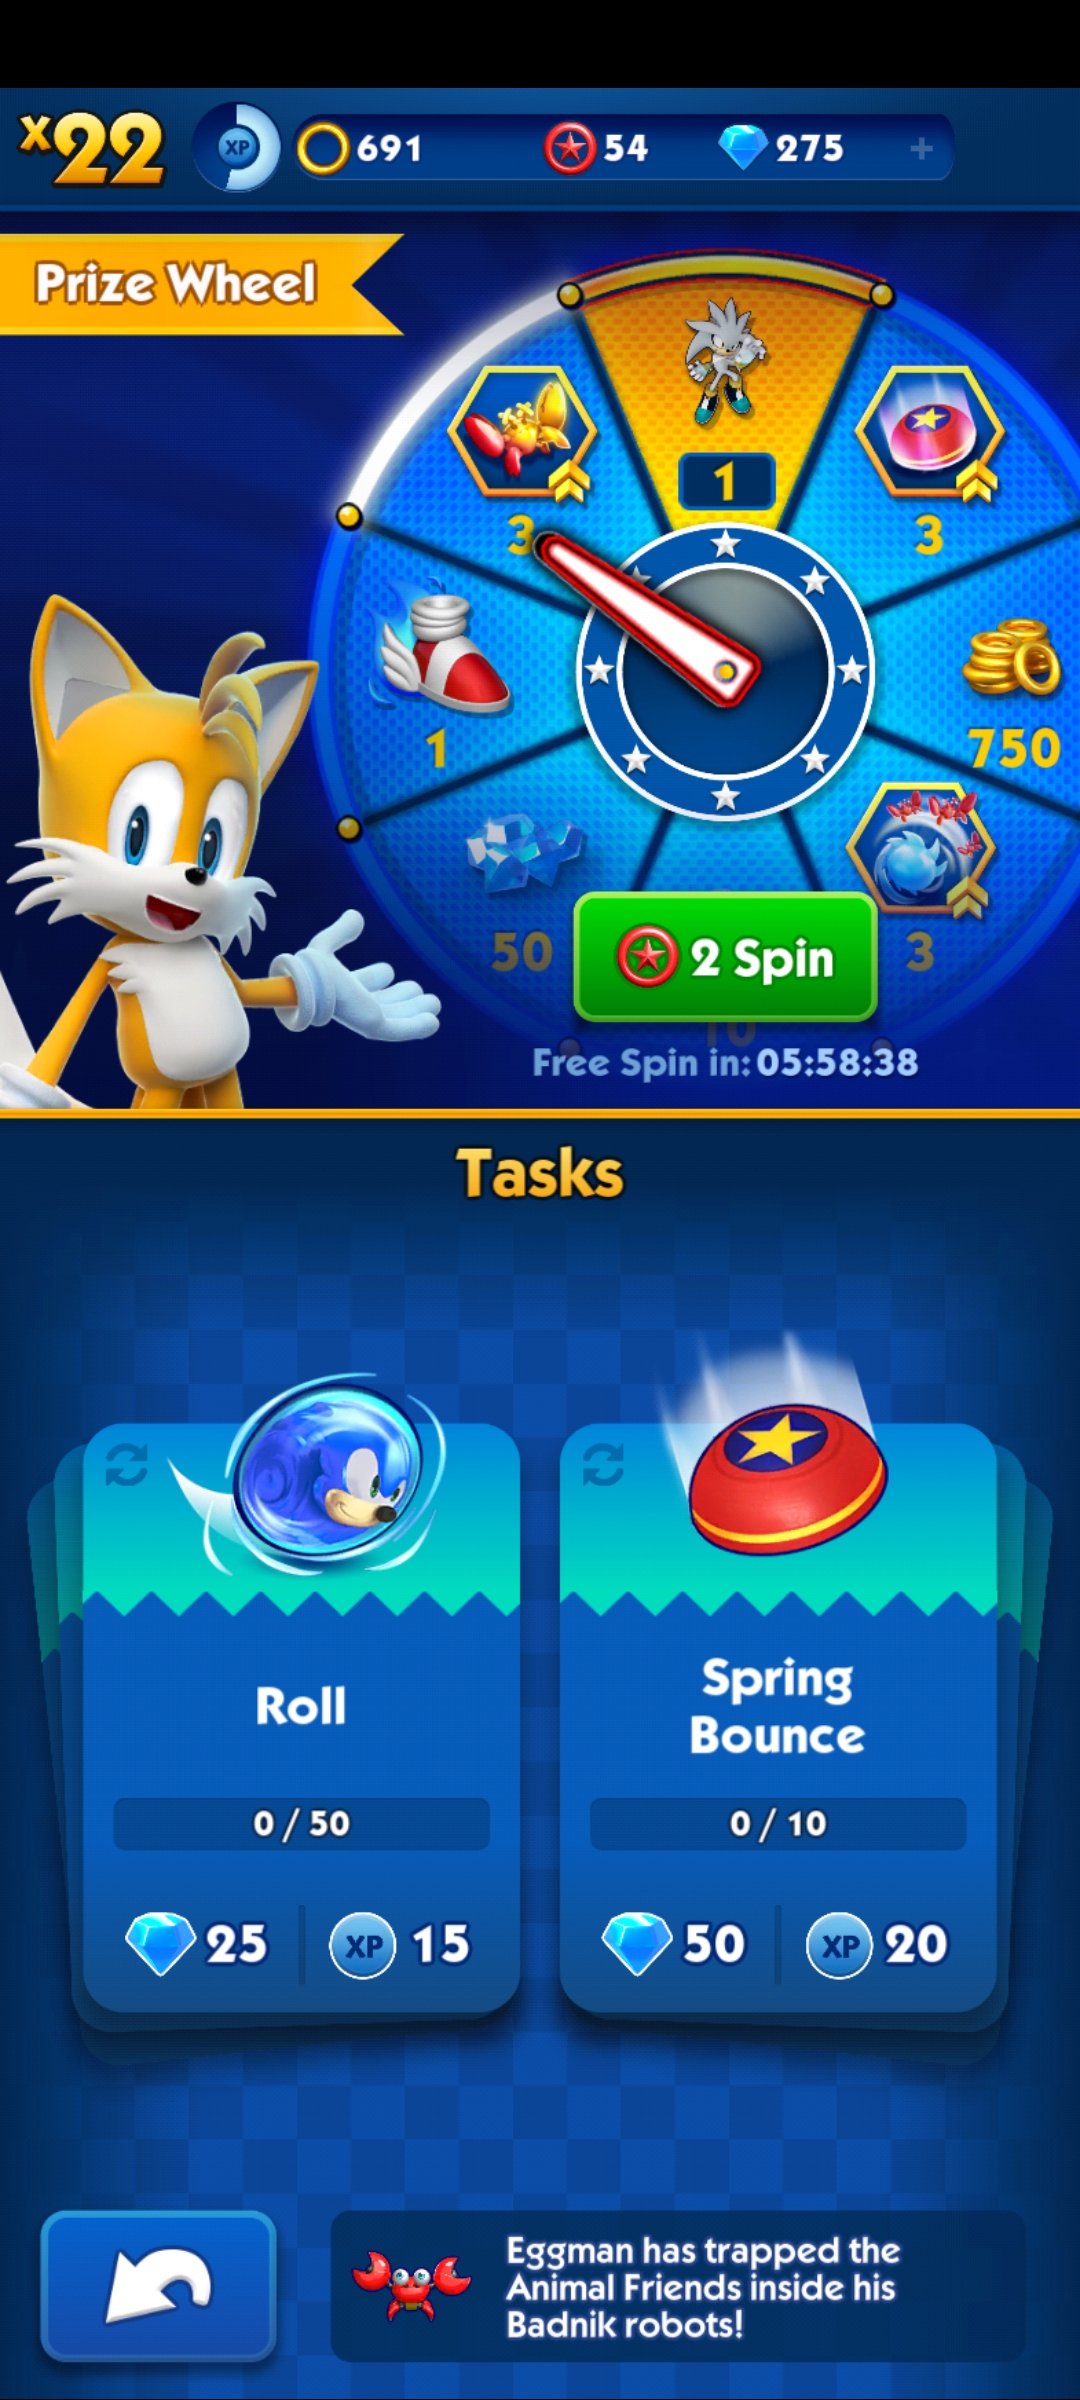 x22
XP
691
54
275
+
Prize Wheel
1
3
3
1
750
50
2 Spin
3
10
Free Spin in: 05:58:38
Tasks
Roll
Spring
Bounce
0 / 50
0 / 10
25
XP 15
50
XP 20
Eggman has trapped the
Animal Friends inside his
Badnik robots!